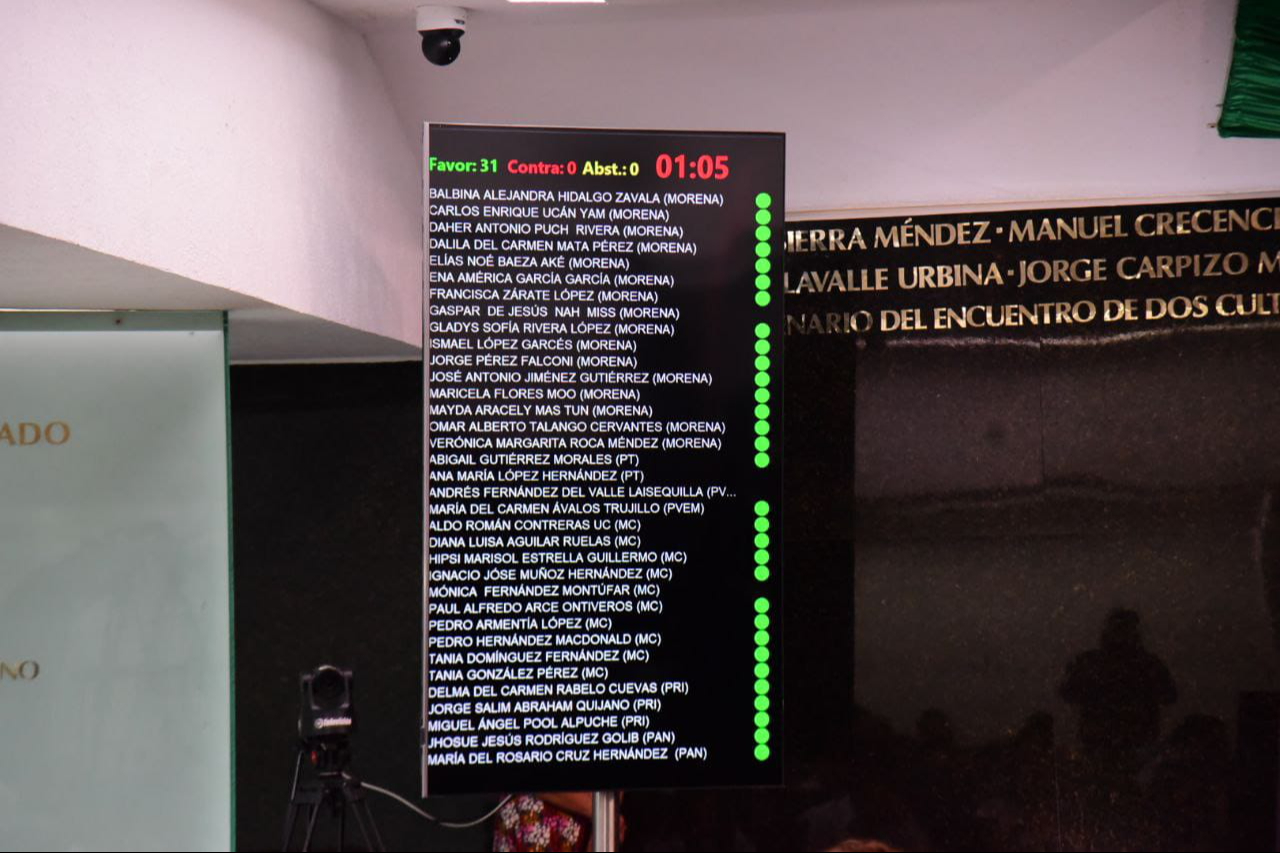 Favor: 31 Contra: 0 Abst.: 0 01:05
BALBINA ALEJANDRA HIDALGO ZAVALA (MORENA)
CARLOS ENRIQUE UCÁN YAM (MORENA)
DAHER ANTONIO PUCH RIVERA (MORENA)
DALILA DEL CARMEN MATA PÉREZ (MORENA)
ELÍAS NOÉ BAEZA AKÉ (MORENA)
ENA AMÉRICA GARCÍA GARCÍA (MORENA)
FRANCISCA ZÁRATE LÓPEZ (MORENA)
GASPAR DE JESÚS NAH MISS (MORENA)
GLADYS SOFÍA RIVERA LÓPEZ (MORENA)
ISMAEL LÓPEZ GARCÉS (MORENA)
JORGE PÉREZ FALCONI (MORENA)
JOSÉ ANTONIO JIMÉNEZ GUTIÉRREZ (MORENA)
MARICELA FLORES MOO (MORENA)
MAYDA ARACELY MAS TUN (MORENA)
OMAR ALBERTO TALANGO CERVANTES (MORENA)
VERÓNICA MARGARITA ROCA MÉNDEZ (MORENA)
ABIGAIL GUTIÉRREZ MORALES (PT)
ANA MARÍA LÓPEZ HERNÁNDEZ (PT)
ANDRÉS FERNÁNDEZ DEL VALLE LAISEQUILLA (PV...
MARÍA DEL CARMEN ÁVALOS TRUJILLO (PVEM)
ALDO ROMÁN CONTRERAS UC (MC)
DIANA LUISA AGUILAR RUELAS (MC)
HIPSI MARISOL ESTRELLA GUILLERMO (MC)
IGNACIO JÓSE MUÑOZ HERNÁNDEZ (MC)
MÓNICA FERNÁNDEZ MONTÚFAR (MC)
PAUL ALFREDO ARCE ONTIVEROS (MC)
PEDRO ARMENTÍA LÓPEZ (MC)
PEDRO HERNÁNDEZ MACDONALD (MC)
TANIA DOMÍNGUEZ FERNÁNDEZ (MC)
TANIA GONZÁLEZ PÉREZ (MC)
DELMA DEL CARMEN RABELO CUEVAS (PRI)
JORGE SALIM ABRAHAM QUIJANO (PRI)
MIGUEL ÁNGEL POOL ALPUCHE (PRI)
JHOSUE JESÚS RODRÍGUEZ GOLIB (PAN)
MARÍA DEL ROSARIO CRUZ HERNÁNDEZ (PAN)
IERRA MÉNDEZ · MANUEL CRECENCI
LAVALLE URBINA · JORGE CARPIZO M
NARIO DEL ENCUENTRO DE DOS CULT
ADO
NO